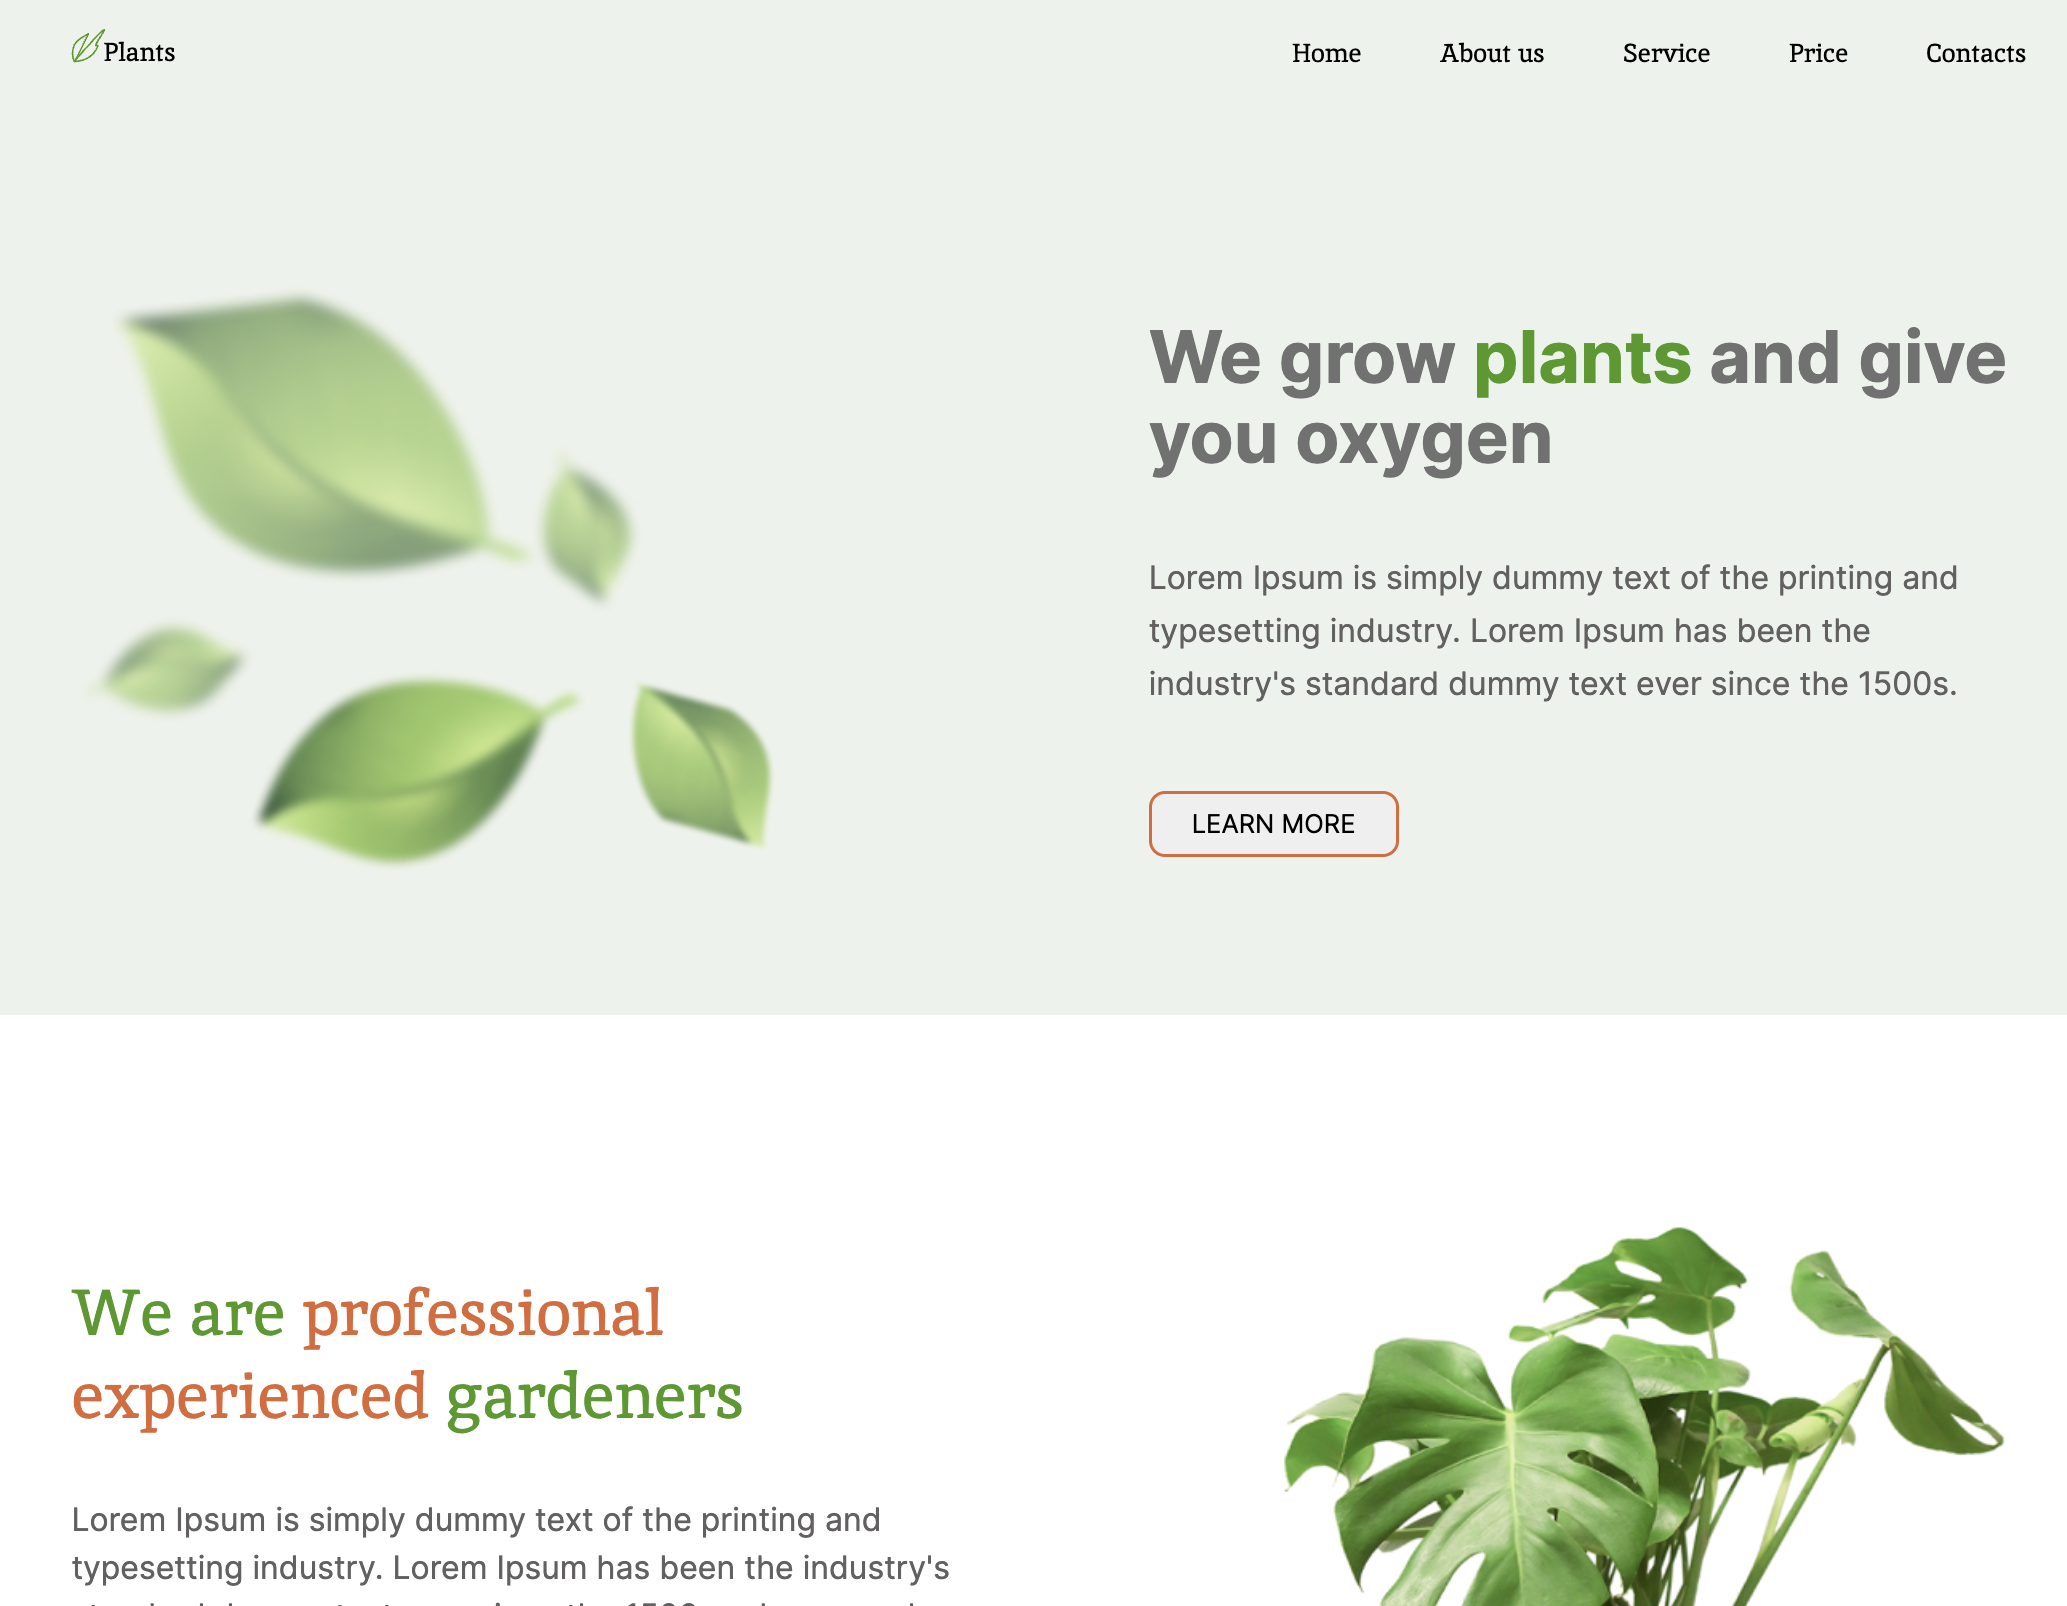 Plants
Home About us Service Price Contacts
We grow plants and give
you oxygen
Lorem Ipsum is simply dummy text of the printing and
typesetting industry. Lorem Ipsum has been the
industry's standard dummy text ever since the 1500s.
LEARN MORE
We are professional
experienced gardeners
Lorem Ipsum is simply dummy text of the printing and
typesetting industry. Lorem Ipsum has been the industry's